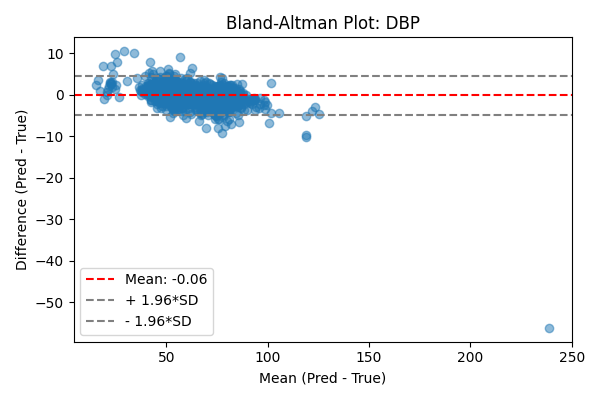 Bland-Altman Plot: DBP
Difference (Pred - True)
10
0
−10
−20
−30
−40
−50
Mean: -0.06
+ 1.96*SD
- 1.96*SD
50
100
150
200
250
Mean (Pred - True)